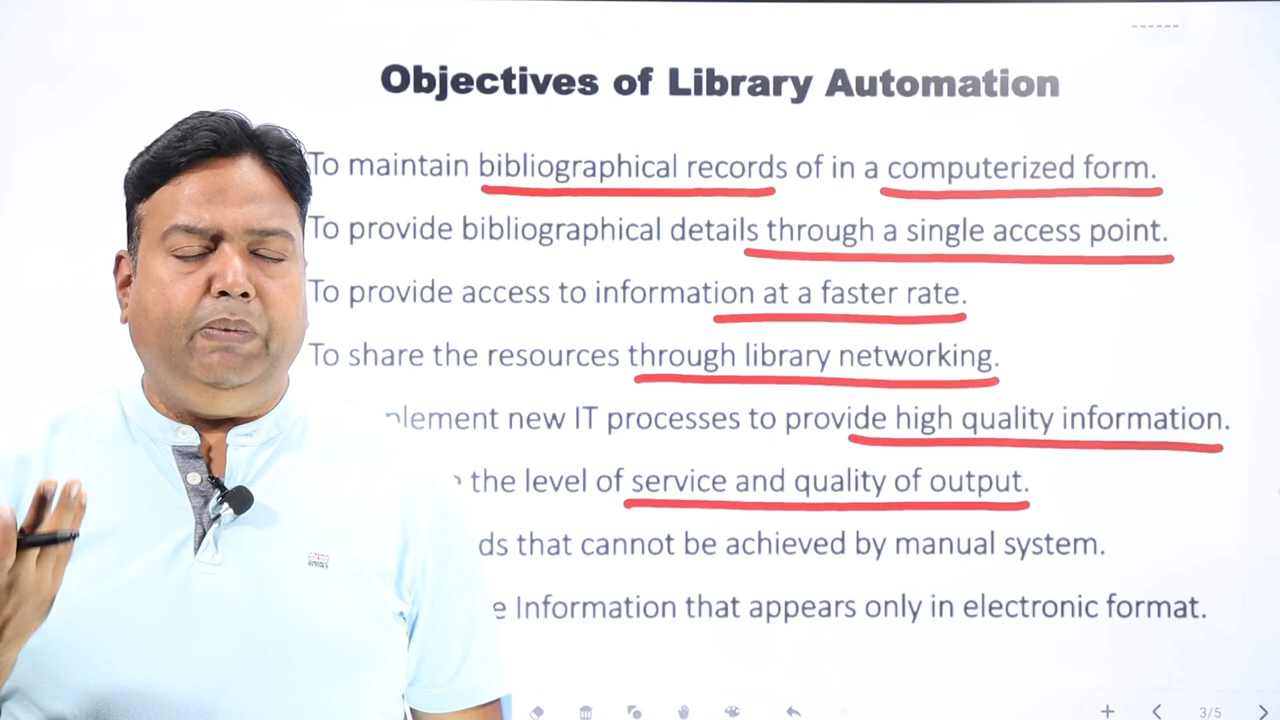 Objectives of Library Automation
To maintain bibliographical records of in a computerized form.
To provide bibliographical details through a single access point.
To provide access to information at a faster rate.
To share the resources through library networking.
new IT processes to provide high quality information.
the level of service and quality of output.
that cannot be achieved by manual system.
Information that appears only in electronic format.
3/5